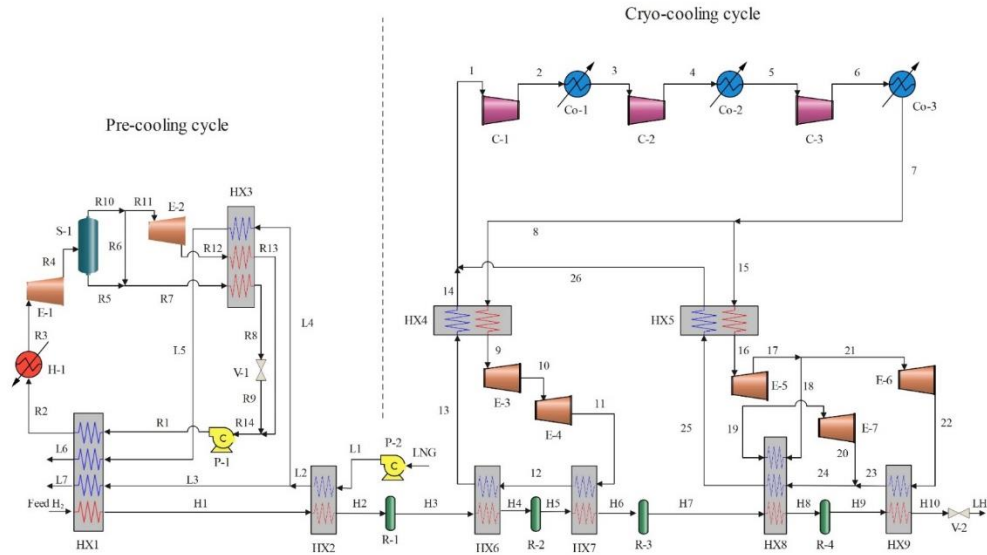 Cryo-cooling cycle
Pre-cooling cycle
1
2
3
4
5
6
Co-1
Co-2
Co-3
C-1
C-2
C-3
7
R10
R11
E-2
HX3
S-1
R4
R6
R12
R13
8
26
15
14
R5
R7
E-1
HX4
HX5
R3
L5
R8
L4
9
16
17
21
H-1
V-1
10
E-3
E-5
18
E-6
R2
R9
13
E-4
11
19
E-7
22
R1
R14
P-2
L1
LNG
25
20
L6
P-1
L2
12
24
23
L7
L3
Feed H₂
H1
H2
H3
H4
H5
H6
H7
H8
H9
H10
LH
HX1
HX2
R-1
HX6
R-2
HX7
R-3
HX8
R-4
HX9
V-2
C
C